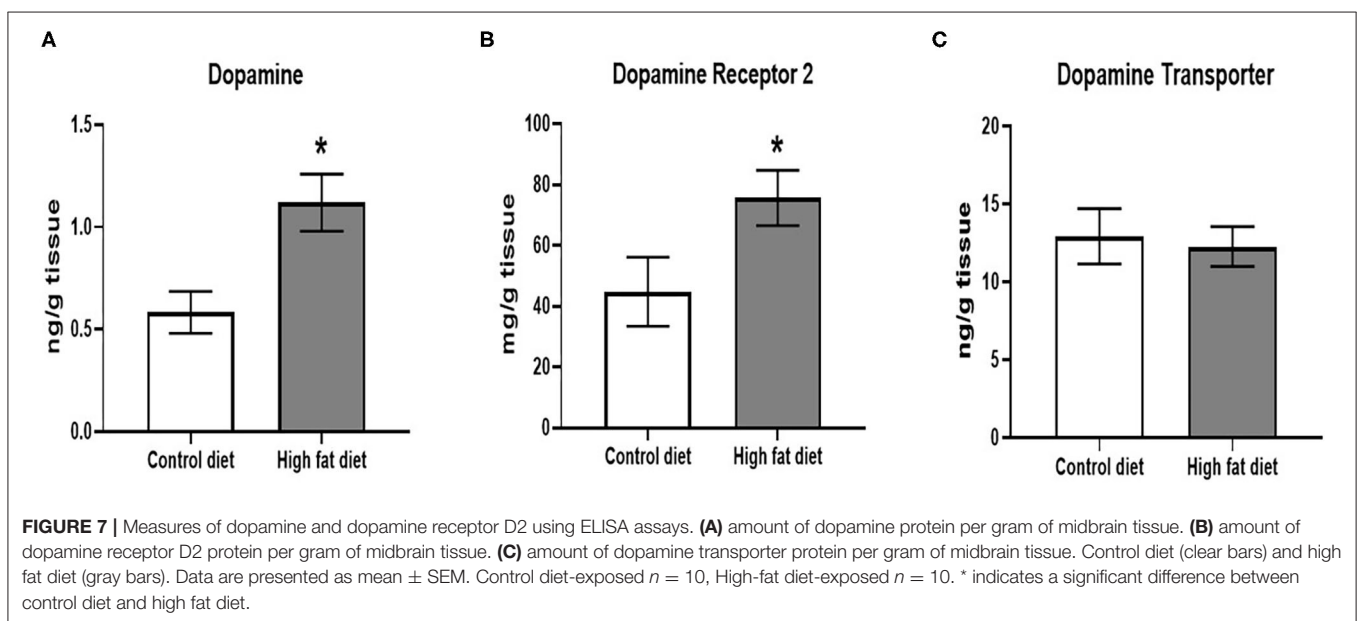 A
Dopamine
ng/g tissue
1.5
1.0
0.5
0.0
*
Control diet
High fat diet
B
Dopamine Receptor 2
mg/g tissue
100
80
60
40
20
0
*
Control diet
High fat diet
C
Dopamine Transporter
ng/g tissue
20
15
10
5
0
Control diet
High fat diet
FIGURE 7 | Measures of dopamine and dopamine receptor D2 using ELISA assays. (A) amount of dopamine protein per gram of midbrain tissue. (B) amount of
dopamine receptor D2 protein per gram of midbrain tissue. (C) amount of dopamine transporter protein per gram of midbrain tissue. Control diet (clear bars) and high
fat diet (gray bars). Data are presented as mean ± SEM. Control diet-exposed n = 10, High-fat diet-exposed n = 10. * indicates a significant difference between
control diet and high fat diet.